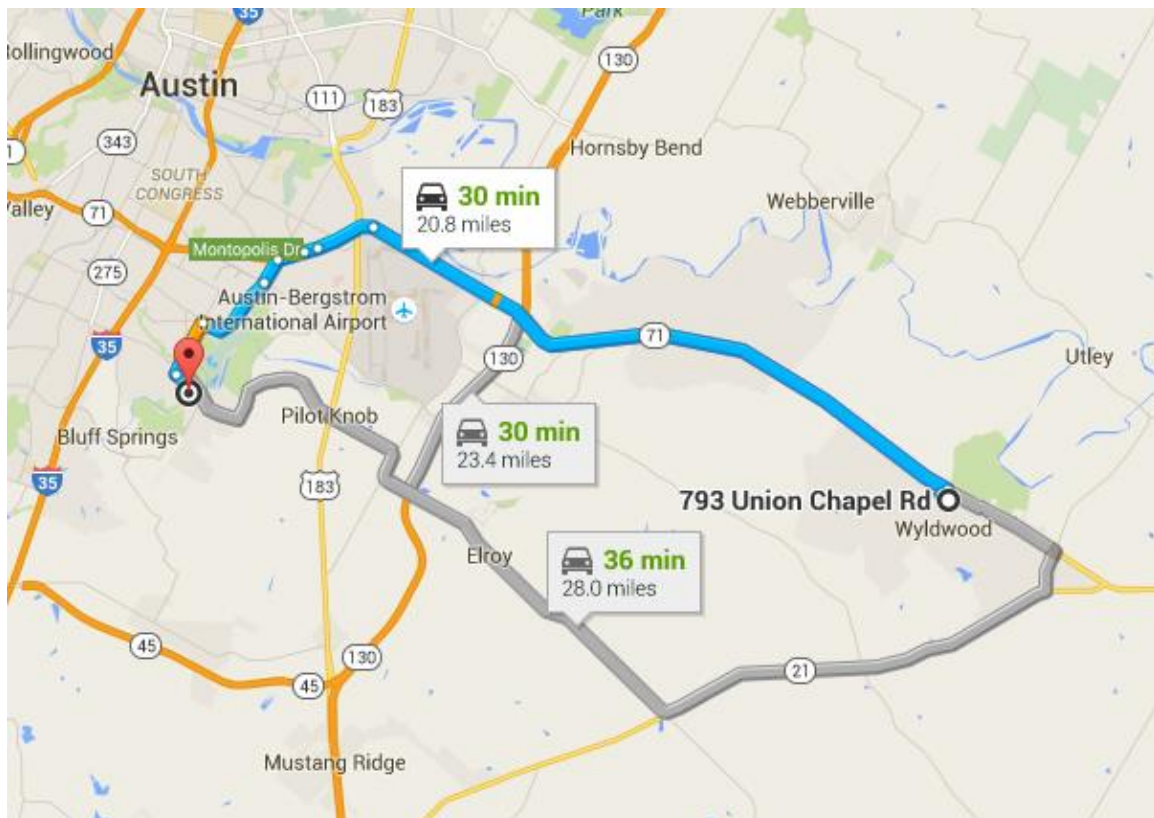 35
Park
Rollingwood
130
Austin
111
183
343
1
Hornsby Bend
SOUTH
CONGRESS
30 min
20.8 miles
Webberville
Valley
71
Montopolis Dr
275
Austin-Bergstrom
International Airport
71
35
130
Utley
Pilot Knob
Bluff Springs
30 min
23.4 miles
35
183
793 Union Chapel Rd
Wyldwood
Elroy
36 min
28.0 miles
45
130
21
45
Mustang Ridge